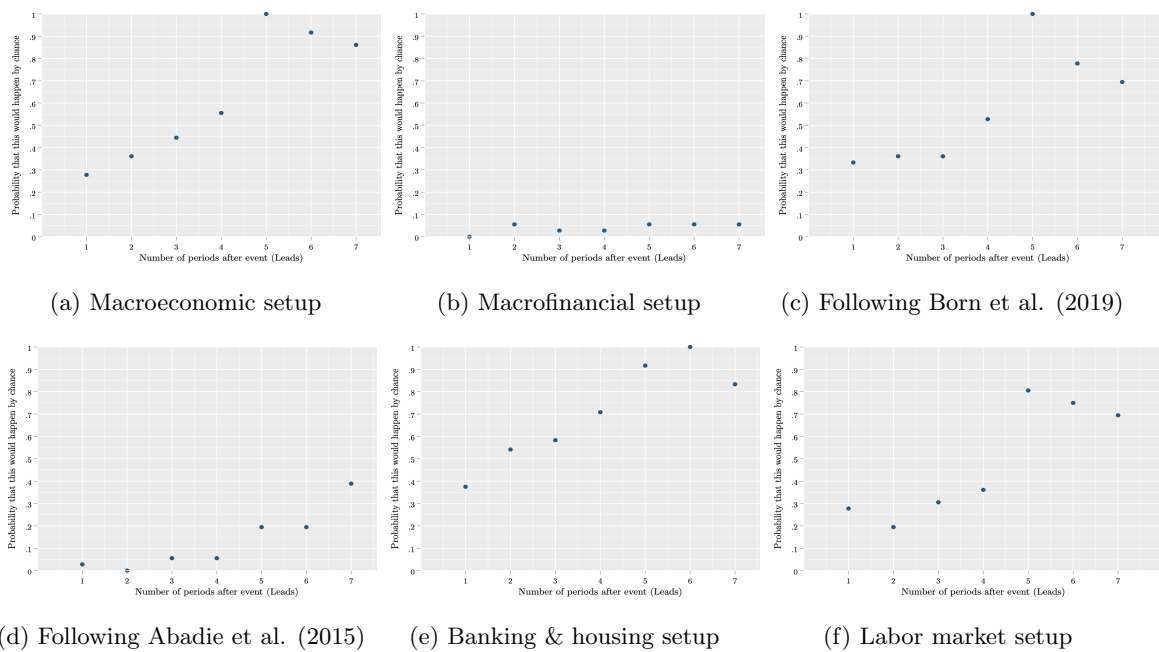 Probability that this would happen by chance
1
.9
.8
.7
.6
.5
.4
.3
.2
.1
0
1 2 3 4 5 6 7
Number of periods after event (Leads)
(a) Macroeconomic setup
Probability that this would happen by chance
1
.9
.8
.7
.6
.5
.4
.3
.2
.1
0
1 2 3 4 5 6 7
Number of periods after event (Leads)
(b) Macrofinancial setup
Probability that this would happen by chance
1
.9
.8
.7
.6
.5
.4
.3
.2
.1
0
1 2 3 4 5 6 7
Number of periods after event (Leads)
(c) Following Born et al. (2019)
Probability that this would happen by chance
1
.9
.8
.7
.6
.5
.4
.3
.2
.1
0
1 2 3 4 5 6 7
Number of periods after event (Leads)
(d) Following Abadie et al. (2015)
Probability that this would happen by chance
1
.9
.8
.7
.6
.5
.4
.3
.2
.1
0
1 2 3 4 5 6 7
Number of periods after event (Leads)
(e) Banking & housing setup
Probability that this would happen by chance
1
.9
.8
.7
.6
.5
.4
.3
.2
.1
0
1 2 3 4 5 6 7
Number of periods after event (Leads)
(f) Labor market setup